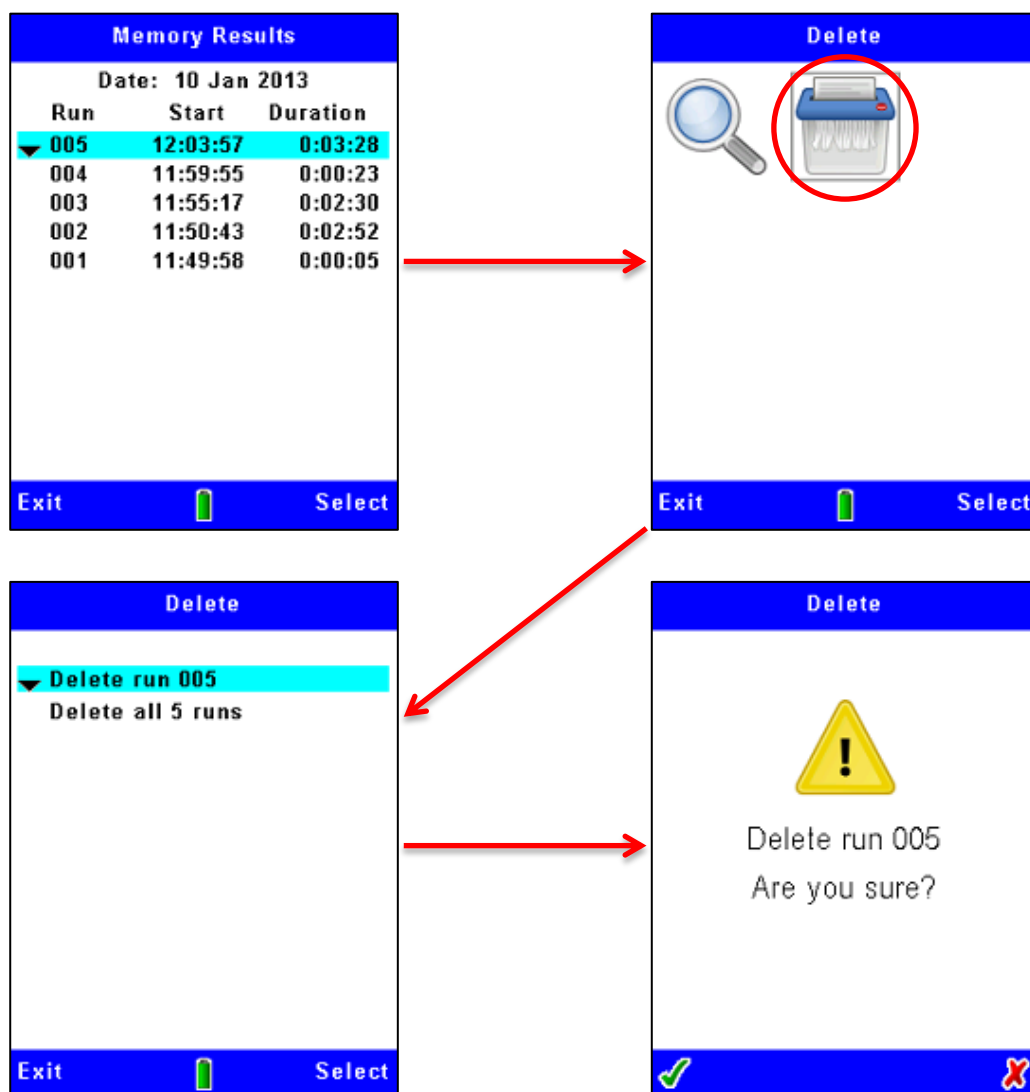 Memory Results
Date: 10 Jan 2013
Run Start Duration
005 12:03:57 0:03:28
004 11:59:55 0:00:23
003 11:55:17 0:02:30
002 11:50:43 0:02:52
001 11:49:58 0:00:05
Exit Select
Delete
Exit Select
Delete
Delete run 005
Delete all 5 runs
Exit Select
Delete
!
Delete run 005
Are you sure?